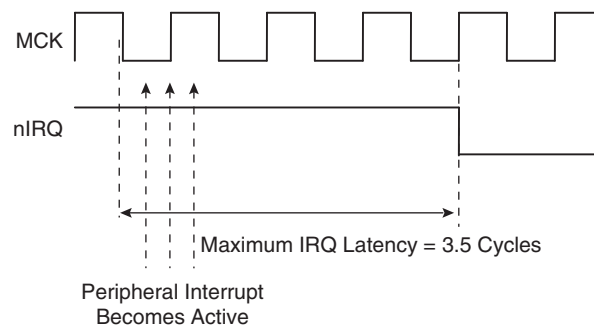 MCK
nIRQ
Maximum IRQ Latency = 3.5 Cycles
Peripheral Interrupt
Becomes Active